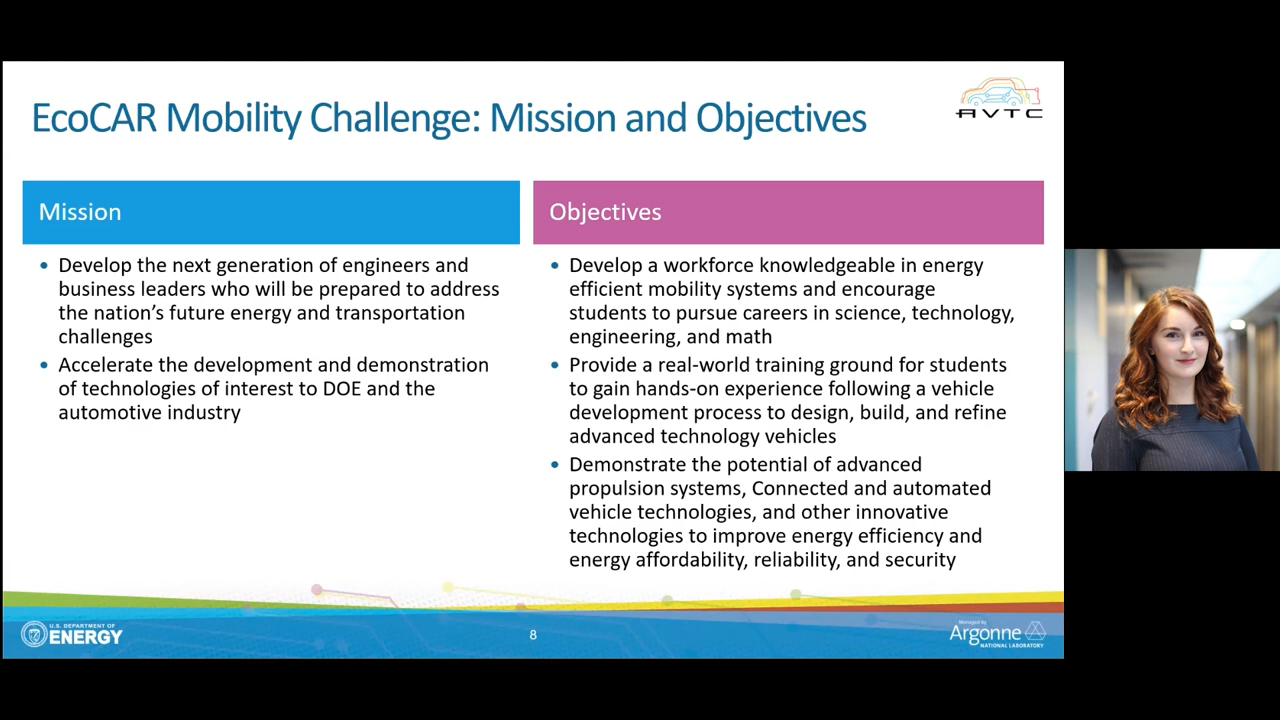 EcoCAR Mobility Challenge: Mission and Objectives
AVTC
Mission
• Develop the next generation of engineers and
business leaders who will be prepared to address
the nation’s future energy and transportation
challenges
• Accelerate the development and demonstration
of technologies of interest to DOE and the
automotive industry
Objectives
• Develop a workforce knowledgeable in energy
efficient mobility systems and encourage
students to pursue careers in science, technology,
engineering, and math
• Provide a real-world training ground for students
to gain hands-on experience following a vehicle
development process to design, build, and refine
advanced technology vehicles
• Demonstrate the potential of advanced
propulsion systems, Connected and automated
vehicle technologies, and other innovative
technologies to improve energy efficiency and
energy affordability, reliability, and security
U.S. DEPARTMENT OF
ENERGY
8
Managed by
Argonne
NATIONAL LABORATORY